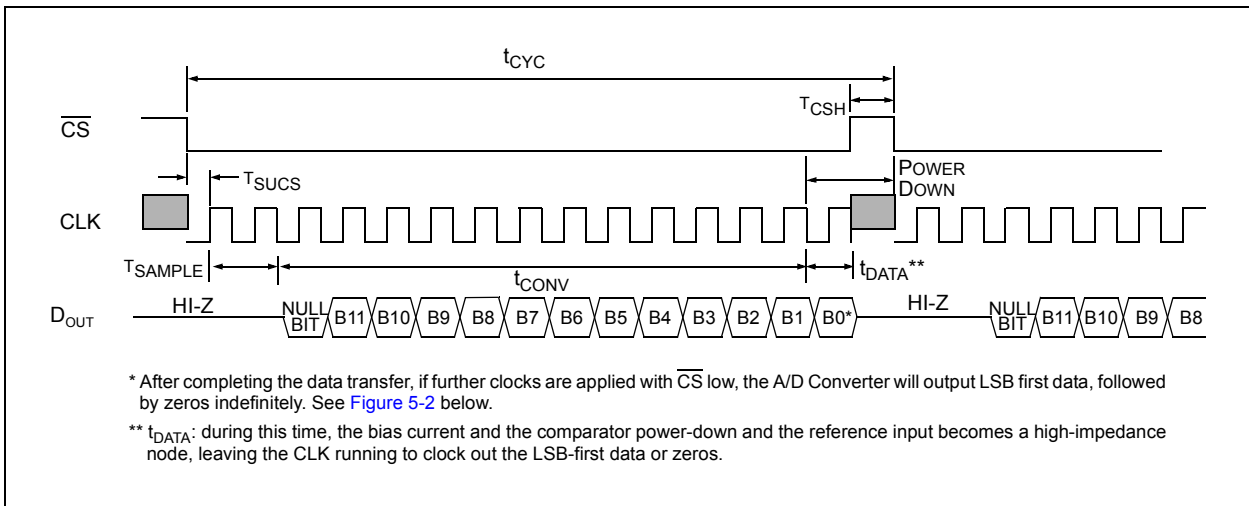 tCYC
TCSH
CS
POWER DOWN
TSUCS
CLK
TSAMPLE
tCONV
tDATA**
HI-Z
DOUT
NULL BIT B11 B10 B9 B8 B7 B6 B5 B4 B3 B2 B1 B0*
HI-Z
NULL BIT B11 B10 B9 B8
* After completing the data transfer, if further clocks are applied with CS low, the A/D Converter will output LSB first data, followed
by zeros indefinitely. See Figure 5-2 below.
** tDATA: during this time, the bias current and the comparator power-down and the reference input becomes a high-impedance
node, leaving the CLK running to clock out the LSB-first data or zeros.